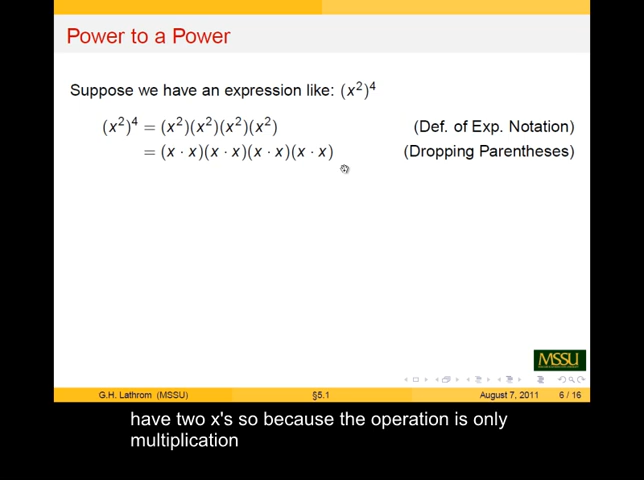 Power to a Power
Suppose we have an expression like: (x²)⁴
(x²)⁴ = (x²)(x²)(x²)(x²) (Def. of Exp. Notation)
= (x · x)(x · x)(x · x)(x · x) (Dropping Parentheses)
MSSU
G.H. Lathrom (MSSU) §5.1 August 7, 2011 6 / 16
have two x's so because the operation is only
multiplication